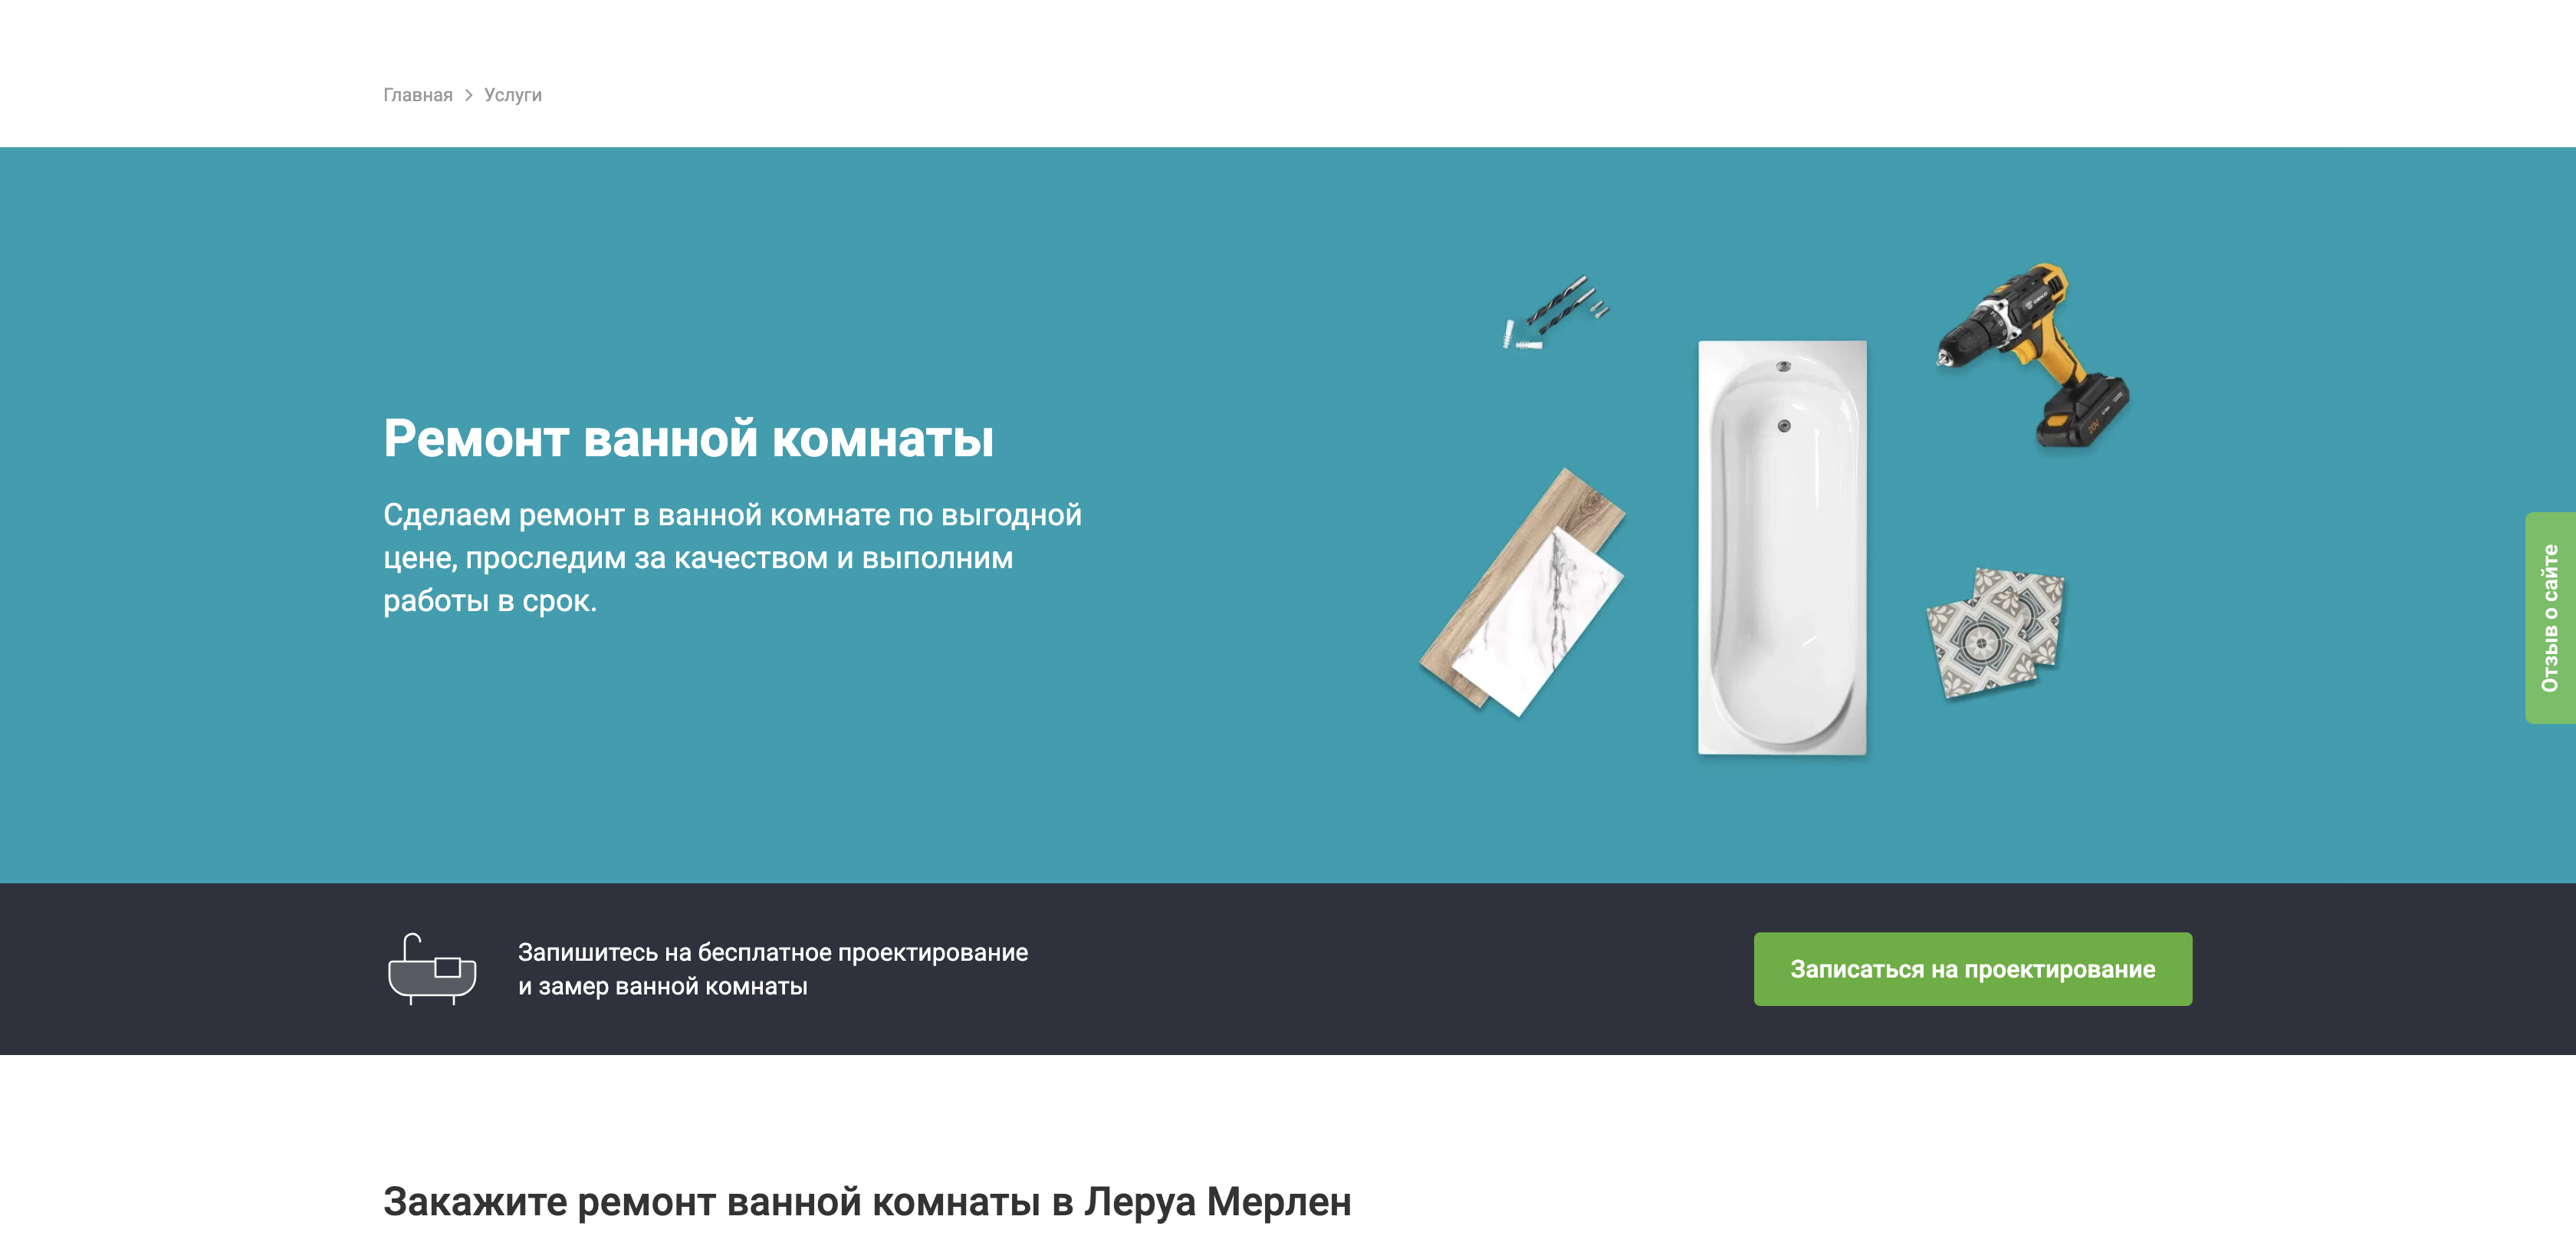 Главная > Услуги
Ремонт ванной комнаты
Сделаем ремонт в ванной комнате по выгодной
цене, проследим за качеством и выполним
работы в срок.
20V
Отзыв о сайте
Запишитесь на бесплатное проектирование
и замер ванной комнаты
Записаться на проектирование
Закажите ремонт ванной комнаты в Леруа Мерлен